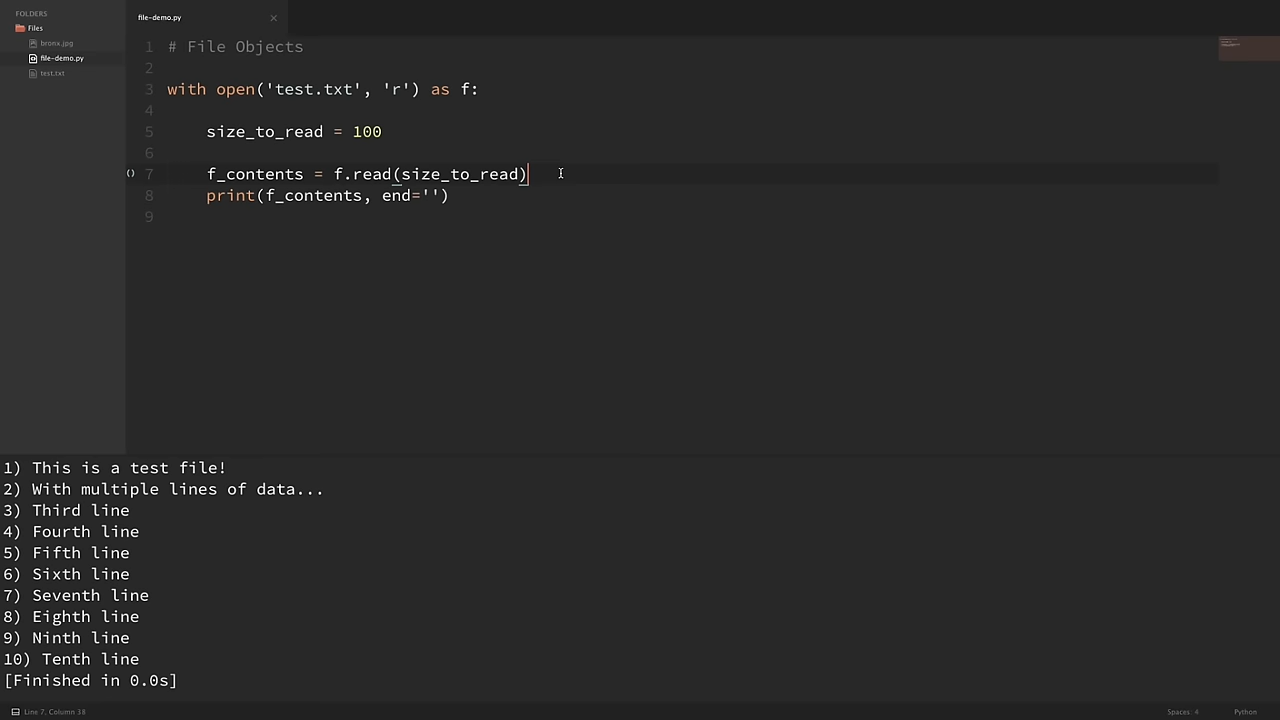 FOLDERS
Files
bronx.jpg
file-demo.py
test.txt
file-demo.py ×
1 # File Objects
2
3 with open('test.txt', 'r') as f:
4
5 size_to_read = 100
6
() 7 f_contents = f.read(size_to_read)
8 print(f_contents, end='')
9
1) This is a test file!
2) With multiple lines of data...
3) Third line
4) Fourth line
5) Fifth line
6) Sixth line
7) Seventh line
8) Eighth line
9) Ninth line
10) Tenth line
[Finished in 0.0s]
Line 7, Column 38 Spaces: 4 Python